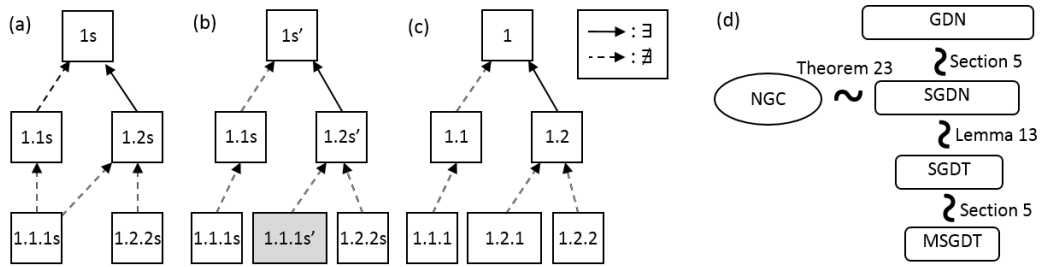 (a)
1s
1.1s
1.2s
1.1.1s
1.2.2s
(b)
1s’
1.1s
1.2s’
1.1.1s
1.1.1s’
1.2.2s
(c)
1
1.1
1.2
1.1.1
1.2.1
1.2.2
: ∃
: ∄
(d)
GDN
Section 5
Theorem 23
NGC
SGDN
Lemma 13
SGDT
Section 5
MSGDT